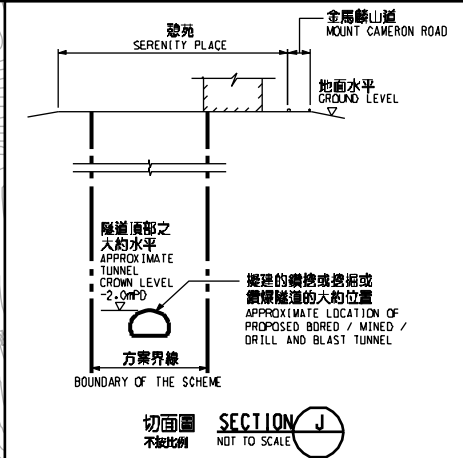 憩苑
SERENITY PLACE
金馬麟山道
MOUNT CAMERON ROAD
地面水平
GROUND LEVEL
隧道頂部之
大約水平
APPROXIMATE
TUNNEL
CROWN LEVEL
-2.0mPD
擬建的鑽挖或挖掘或
鑽爆隧道的大約位置
APPROXIMATE LOCATION OF
PROPOSED BORED / MINED /
DRILL AND BLAST TUNNEL
方案界線
BOUNDARY OF THE SCHEME
切面圖 SECTION J
不按比例 NOT TO SCALE